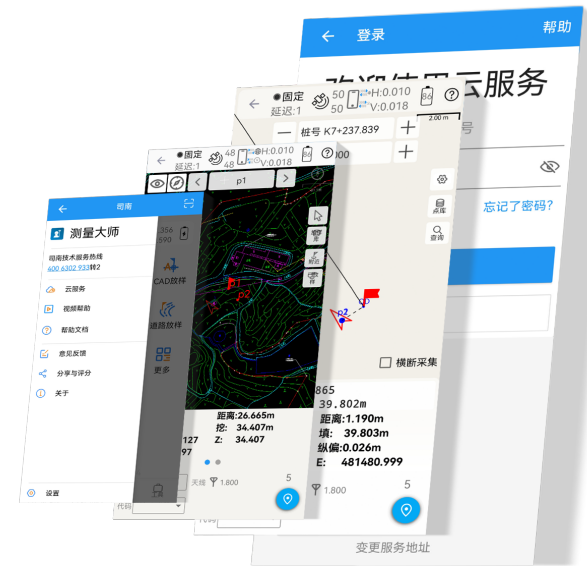 登录
帮助
欢迎使用云服务
号
忘记了密码?
变更服务地址
固定
延迟:1
50
50
H:0.010
V:0.018
86
2.00 m
桩号 K7+237.839
000
点库
查询
p2
横断采集
865
39.802m
距离:1.190m
填: 39.803m
纵偏:0.026m
E: 481480.999
1.800
5
固定
延迟:1
48
48
H:0.010
V:0.018
86
p1
p1
p2
距离:26.665m
挖: 34.407m
127 Z: 34.407
97
天线 1.800
5
代码
司南
测量大师
司南技术服务热线
400 6302 933转2
云服务
视频帮助
帮助文档
意见反馈
分享与评分
关于
设置
.356
590
CAD放样
道路放样
更多